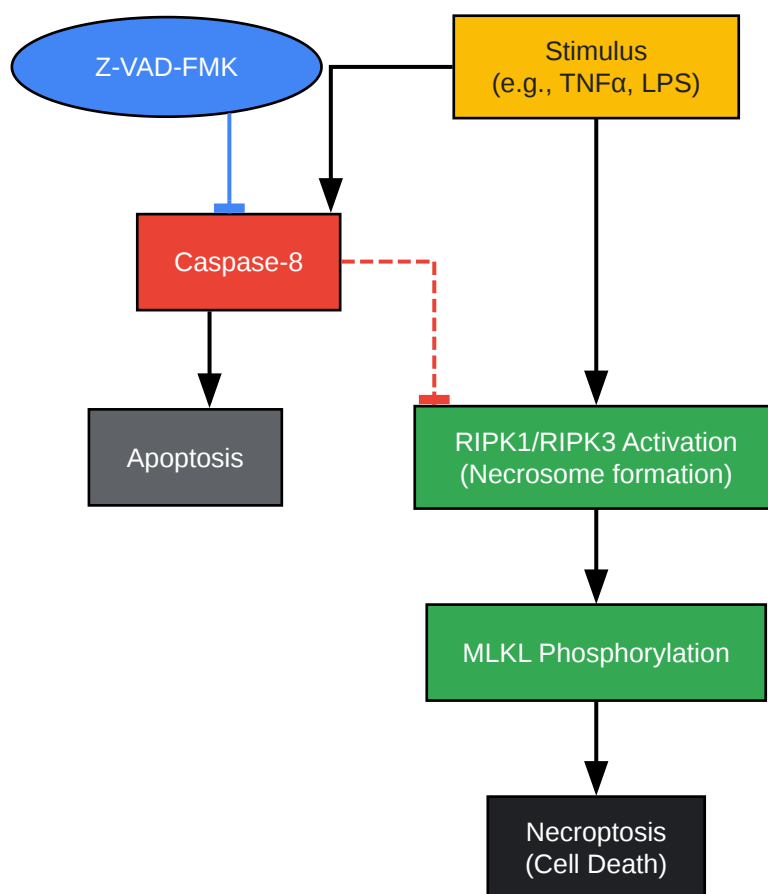 Z-VAD-FMK
Stimulus
(e.g., TNFα, LPS)
Caspase-8
Apoptosis
RIPK1/RIPK3 Activation
(Necrosome formation)
MLKL Phosphorylation
Necroptosis
(Cell Death)